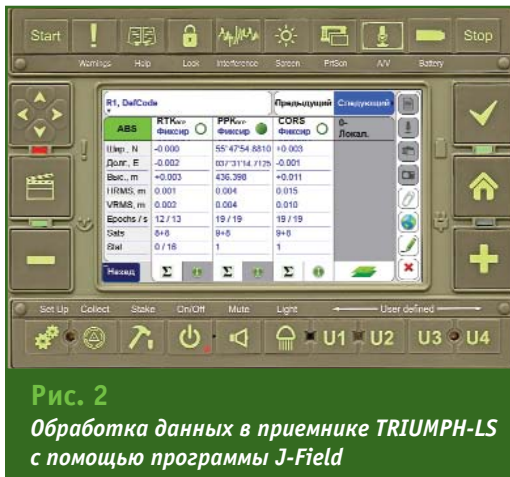 Start
Stop
Warnings Help Lock Interference Screen PrtScn A/V Battery
R1, DefCode Предыдущий Следующий
ABS RTK Фиксир PPK Фиксир CORS Фиксир 0- Локал.
Шир., N -0.000 55°47'54.8810 +0.003
Долг., E -0.002 037°31'14.7125 -0.001
Выс., m +0.003 436.398 +0.011
HRMS, m 0.001 0.004 0.015
VRMS, m 0.002 0.004 0.010
Epochs / s 12 / 13 19 / 19 19 / 19
Sats 8+8 9+8 9+8
Stat 0 / 16 1 1
Назад Σ Σ Σ
Set Up Collect Stake On/Off Mute Light User defined
U1 U2 U3 U4
Рис. 2
Обработка данных в приемнике TRIUMPH-LS
с помощью программы J-Field